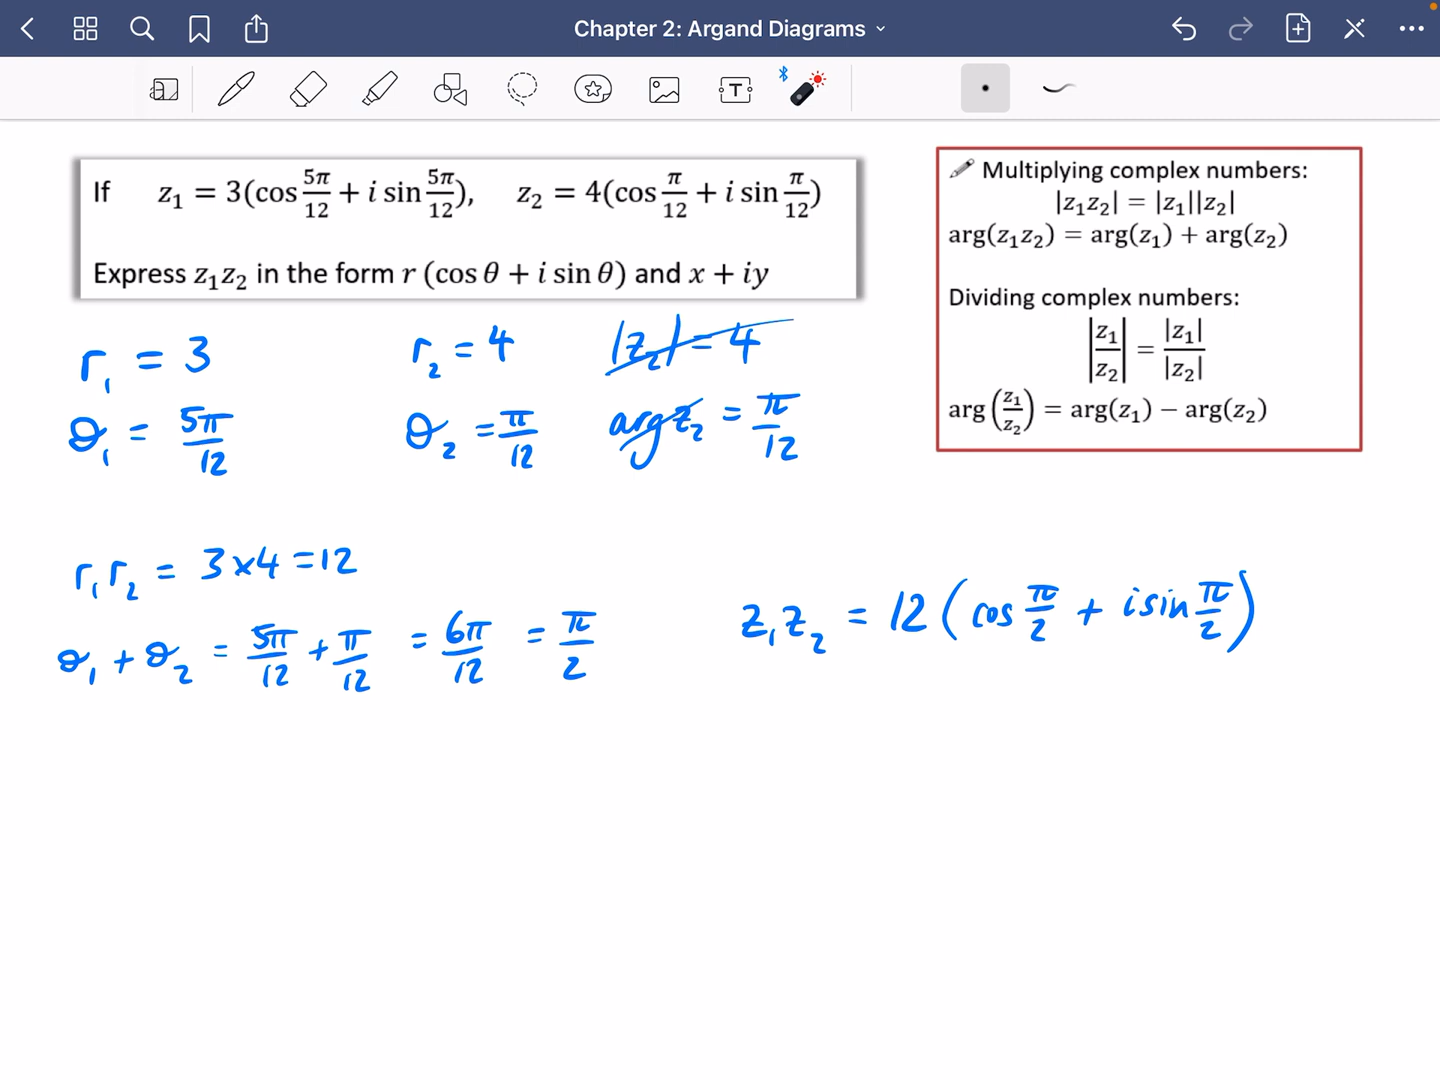 Chapter 2: Argand Diagrams
If z₁ = 3(cos 5π/12 + i sin 5π/12), z₂ = 4(cos π/12 + i sin π/12)
Express z₁z₂ in the form r (cos θ + i sin θ) and x + iy
Multiplying complex numbers:
|z₁z₂| = |z₁||z₂|
arg(z₁z₂) = arg(z₁) + arg(z₂)
Dividing complex numbers:
|z₁/z₂| = |z₁|/|z₂|
arg(z₁/z₂) = arg(z₁) − arg(z₂)
r₁ = 3 r₂ = 4 |z₂| = 4
θ₁ = 5π/12 θ₂ = π/12 arg z₂ = π/12
r₁r₂ = 3 × 4 = 12
θ₁ + θ₂ = 5π/12 + π/12 = 6π/12 = π/2
z₁z₂ = 12 (cos π/2 + i sin π/2)